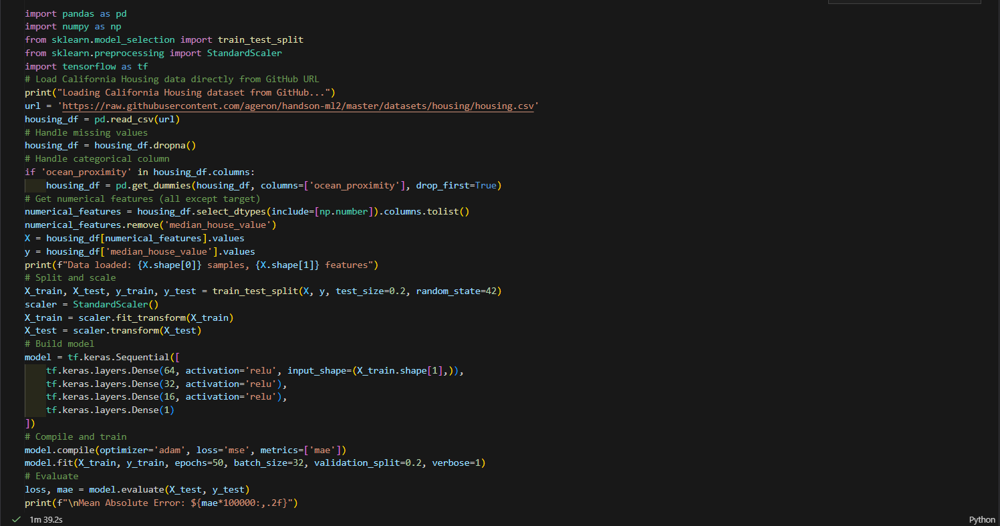 import pandas as pd
import numpy as np
from sklearn.model_selection import train_test_split
from sklearn.preprocessing import StandardScaler
import tensorflow as tf
# Load California Housing data directly from GitHub URL
print("Loading California Housing dataset from GitHub...")
url = 'https://raw.githubusercontent.com/ageron/handson-ml2/master/datasets/housing/housing.csv'
housing_df = pd.read_csv(url)
# Handle missing values
housing_df = housing_df.dropna()
# Handle categorical column
if 'ocean_proximity' in housing_df.columns:
    housing_df = pd.get_dummies(housing_df, columns=['ocean_proximity'], drop_first=True)
# Get numerical features (all except target)
numerical_features = housing_df.select_dtypes(include=[np.number]).columns.tolist()
numerical_features.remove('median_house_value')
X = housing_df[numerical_features].values
y = housing_df['median_house_value'].values
print(f"Data loaded: {X.shape[0]} samples, {X.shape[1]} features")
# Split and scale
X_train, X_test, y_train, y_test = train_test_split(X, y, test_size=0.2, random_state=42)
scaler = StandardScaler()
X_train = scaler.fit_transform(X_train)
X_test = scaler.transform(X_test)
# Build model
model = tf.keras.Sequential([
    tf.keras.layers.Dense(64, activation='relu', input_shape=(X_train.shape[1],)),
    tf.keras.layers.Dense(32, activation='relu'),
    tf.keras.layers.Dense(16, activation='relu'),
    tf.keras.layers.Dense(1)
])
# Compile and train
model.compile(optimizer='adam', loss='mse', metrics=['mae'])
model.fit(X_train, y_train, epochs=50, batch_size=32, validation_split=0.2, verbose=1)
# Evaluate
loss, mae = model.evaluate(X_test, y_test)
print(f"\nMean Absolute Error: ${mae*100000:,.2f}")
1m 39.2s
Python